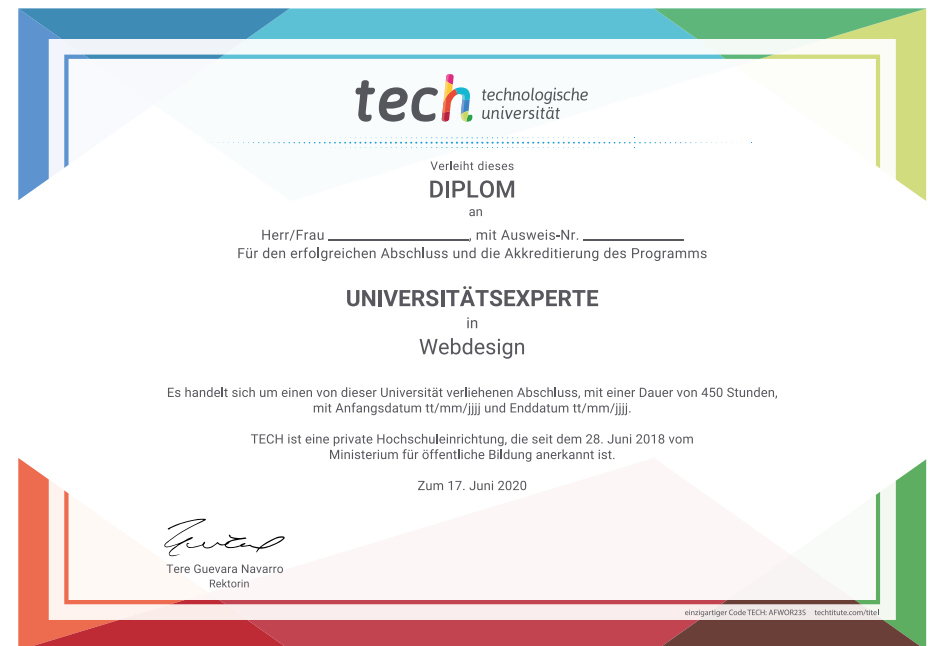 tech technologische
universität
Verleiht dieses
DIPLOM
an
Herr/Frau ____________________, mit Ausweis-Nr. ______________
Für den erfolgreichen Abschluss und die Akkreditierung des Programms
UNIVERSITÄTSEXPERTE
in
Webdesign
Es handelt sich um einen von dieser Universität verliehenen Abschluss, mit einer Dauer von 450 Stunden,
mit Anfangsdatum tt/mm/jjjj und Enddatum tt/mm/jjjj.
TECH ist eine private Hochschuleinrichtung, die seit dem 28. Juni 2018 vom
Ministerium für öffentliche Bildung anerkannt ist.
Zum 17. Juni 2020
Tere Guevara Navarro
Rektorin
einzigartiger Code TECH: AFWOR23S techtitute.com/titel